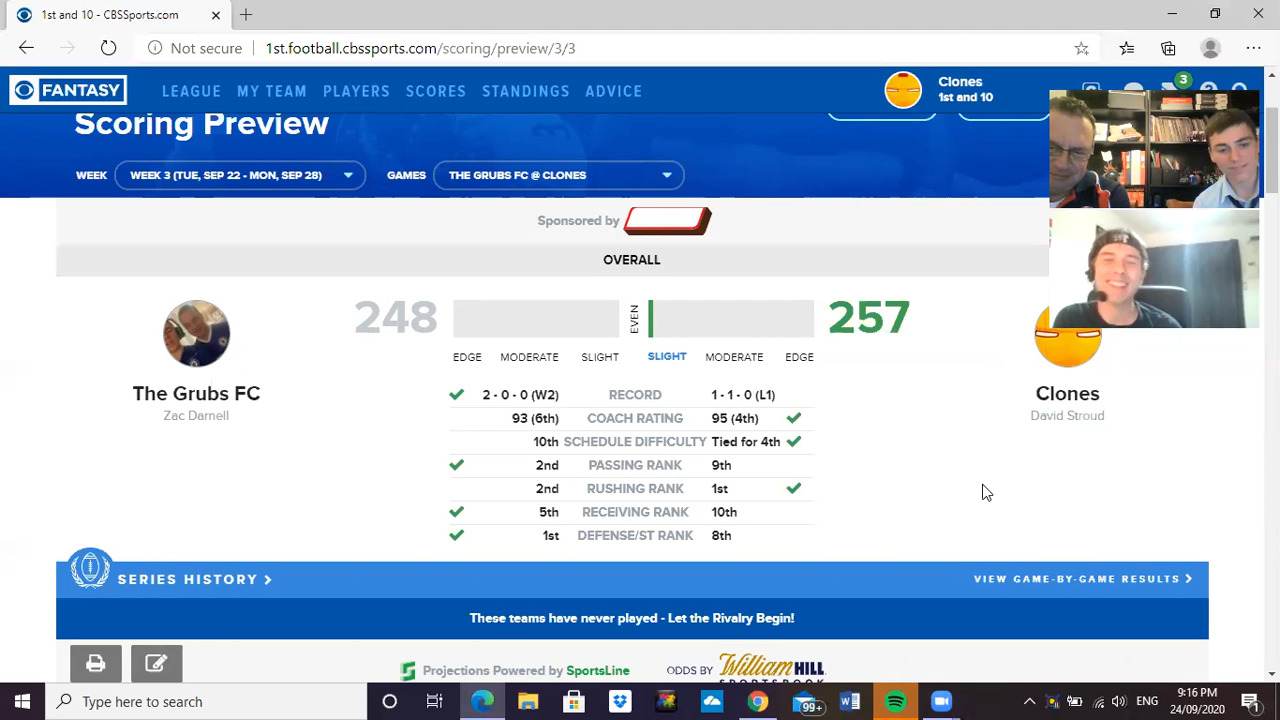 1st and 10 - CBSSports.com
Not secure 1st.football.cbssports.com/scoring/preview/3/3
FANTASY LEAGUE MY TEAM PLAYERS SCORES STANDINGS ADVICE
Clones
1st and 10
3
Scoring Preview
WEEK WEEK 3 (TUE, SEP 22 - MON, SEP 28) GAMES THE GRUBS FC @ CLONES
Sponsored by
OVERALL
248 EVEN 257
EDGE MODERATE SLIGHT SLIGHT MODERATE EDGE
The Grubs FC
Zac Darnell
Clones
David Stroud
2 - 0 - 0 (W2) RECORD 1 - 1 - 0 (L1)
93 (6th) COACH RATING 95 (4th)
10th SCHEDULE DIFFICULTY Tied for 4th
2nd PASSING RANK 9th
2nd RUSHING RANK 1st
5th RECEIVING RANK 10th
1st DEFENSE/ST RANK 8th
SERIES HISTORY > VIEW GAME-BY-GAME RESULTS >
These teams have never played - Let the Rivalry Begin!
Projections Powered by SportsLine ODDS BY William HILL
SPORTSBOOK
Type here to search
99+
ENG
9:16 PM
24/09/2020
1